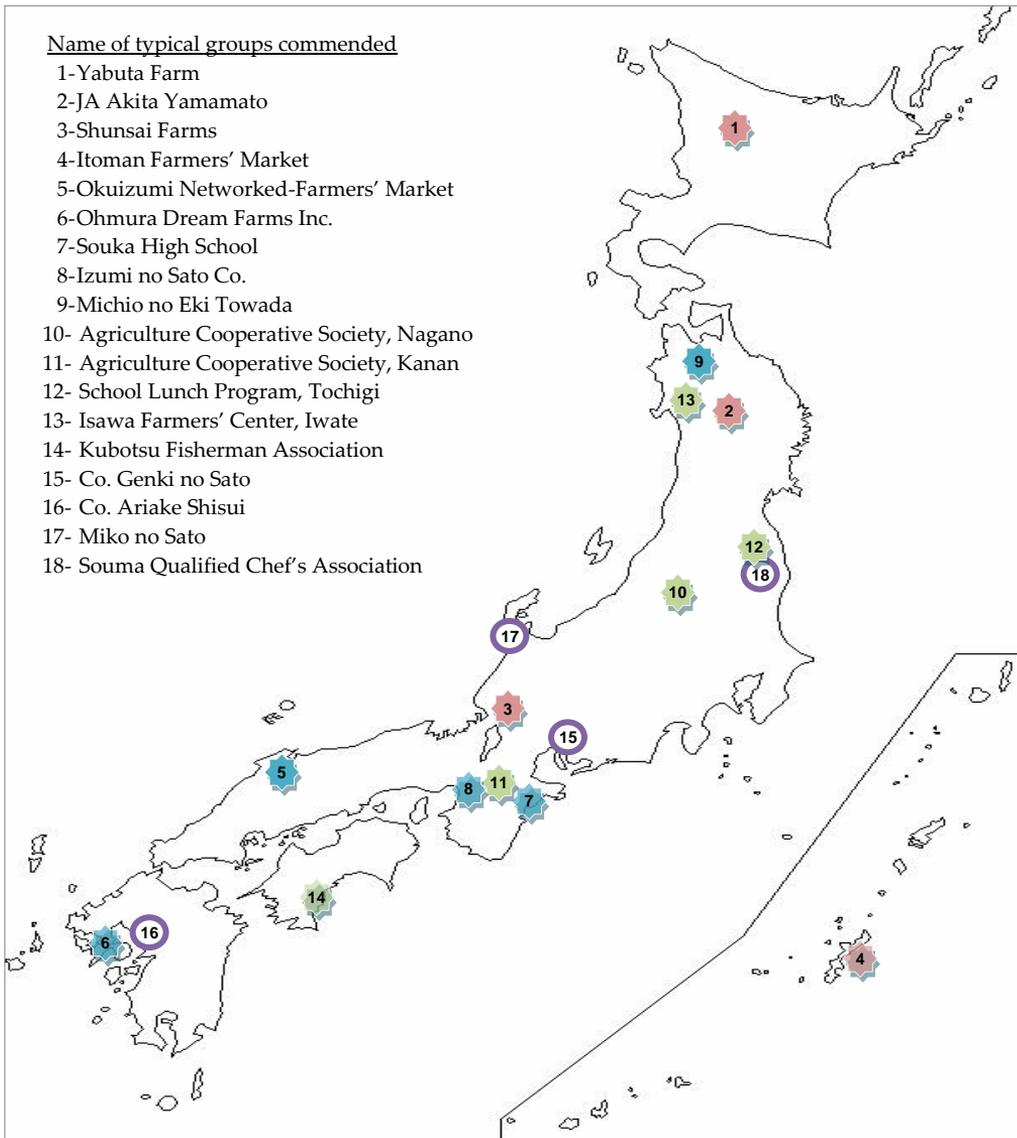 Name of typical groups commended
1-Yabuta Farm
2-JA Akita Yamamato
3-Shunsai Farms
4-Itoman Farmers’ Market
5-Okuizumi Networked-Farmers’ Market
6-Ohmura Dream Farms Inc.
7-Souka High School
8-Izumi no Sato Co.
9-Michio no Eki Towada
10- Agriculture Cooperative Society, Nagano
11- Agriculture Cooperative Society, Kanan
12- School Lunch Program, Tochigi
13- Isawa Farmers’ Center, Iwate
14- Kubotsu Fisherman Association
15- Co. Genki no Sato
16- Co. Ariake Shisui
17- Miko no Sato
18- Souma Qualified Chef’s Association
1
9
13
2
12
18
10
17
3
15
5
8
11
7
14
16
6
4